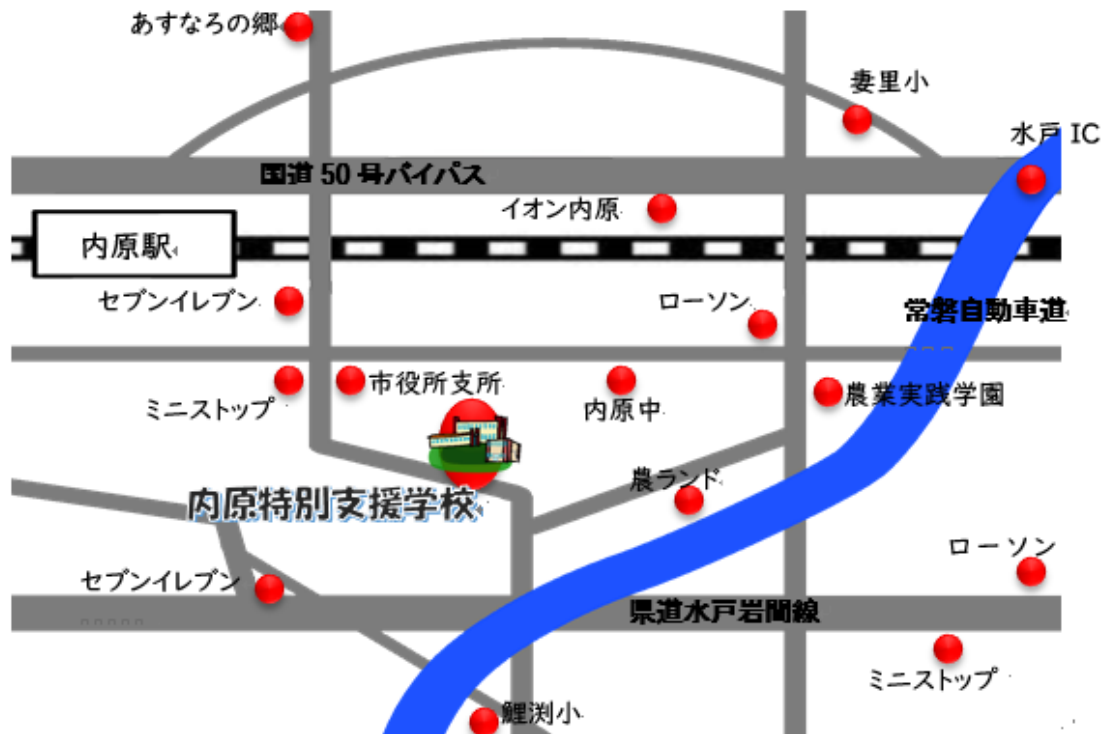 あすなろの郷
妻里小
水戸 IC
国道 50 号バイパス
イオン内原
内原駅
セブンイレブン
ローソン
常磐自動車道
市役所支所
ミニストップ
内原中
農業実践学園
農ランド
内原特別支援学校
ローソン
セブンイレブン
県道水戸岩間線
ミニストップ
鯉渕小